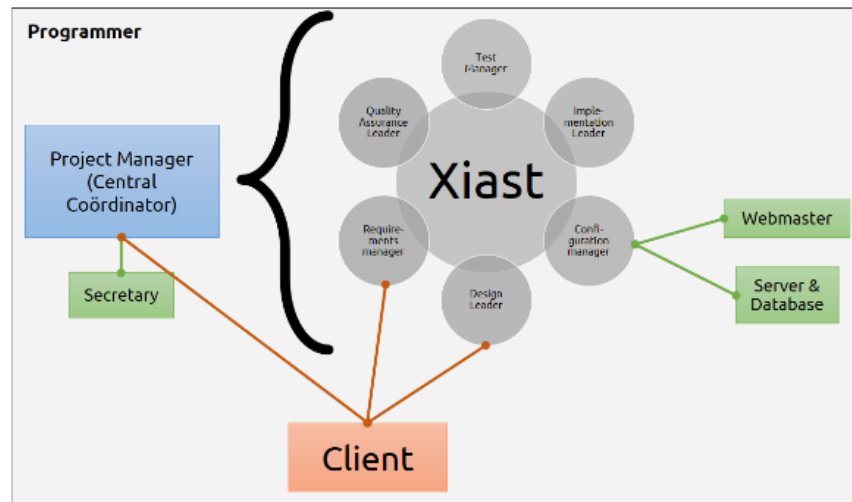 Programmer
Test
Manager
Quality
Assurance
Leader
Imple-
mentation
Leader
Project Manager
(Central
Coördinator)
Xiast
Require-
ments
manager
Confi-
guration
manager
Webmaster
Secretary
Design
Leader
Server &
Database
Client